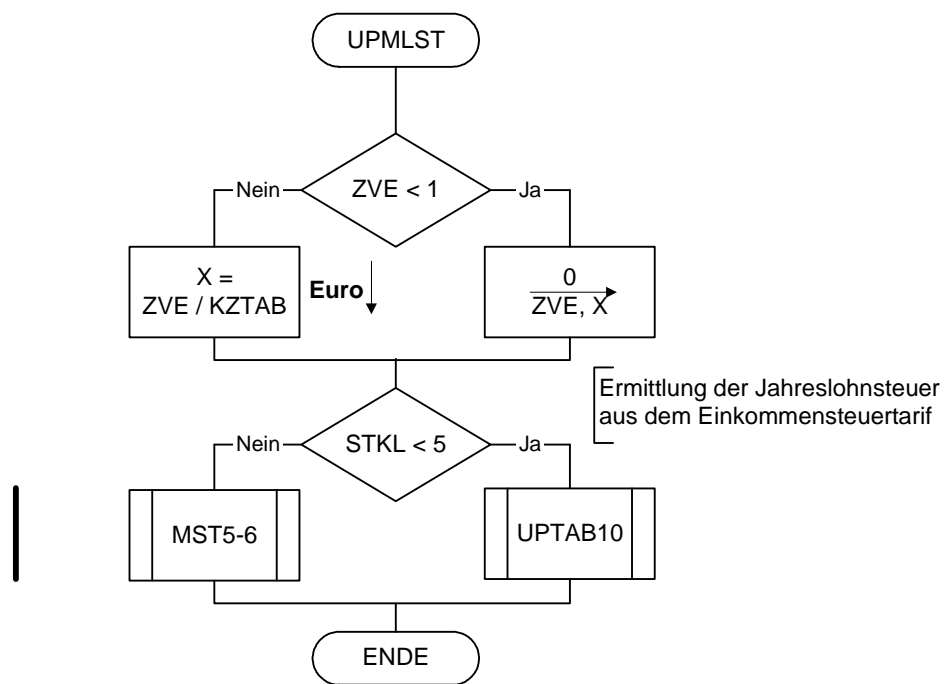 UPMLST
Nein
ZVE < 1
Ja
X =
ZVE / KZTAB
Euro
0
ZVE, X
Ermittlung der Jahreslohnsteuer
aus dem Einkommensteuertarif
Nein
STKL < 5
Ja
MST5-6
UPTAB10
ENDE